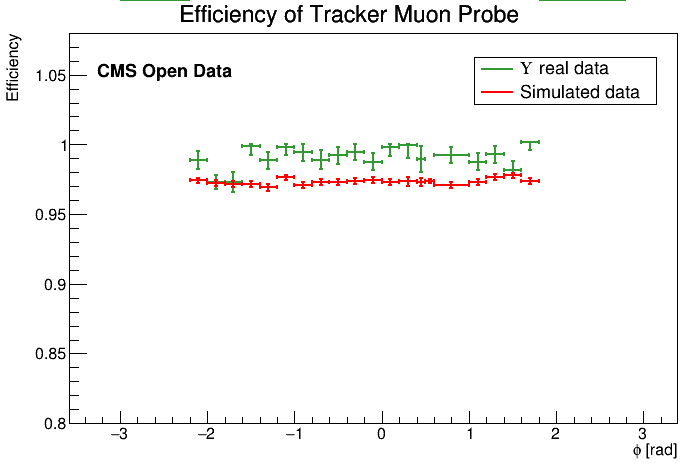 Efficiency of Tracker Muon Probe
Efficiency
CMS Open Data
ϒ real data
Simulated data
1.05
1
0.95
0.9
0.85
0.8
−3 −2 −1 0 1 2 3
ϕ [rad]